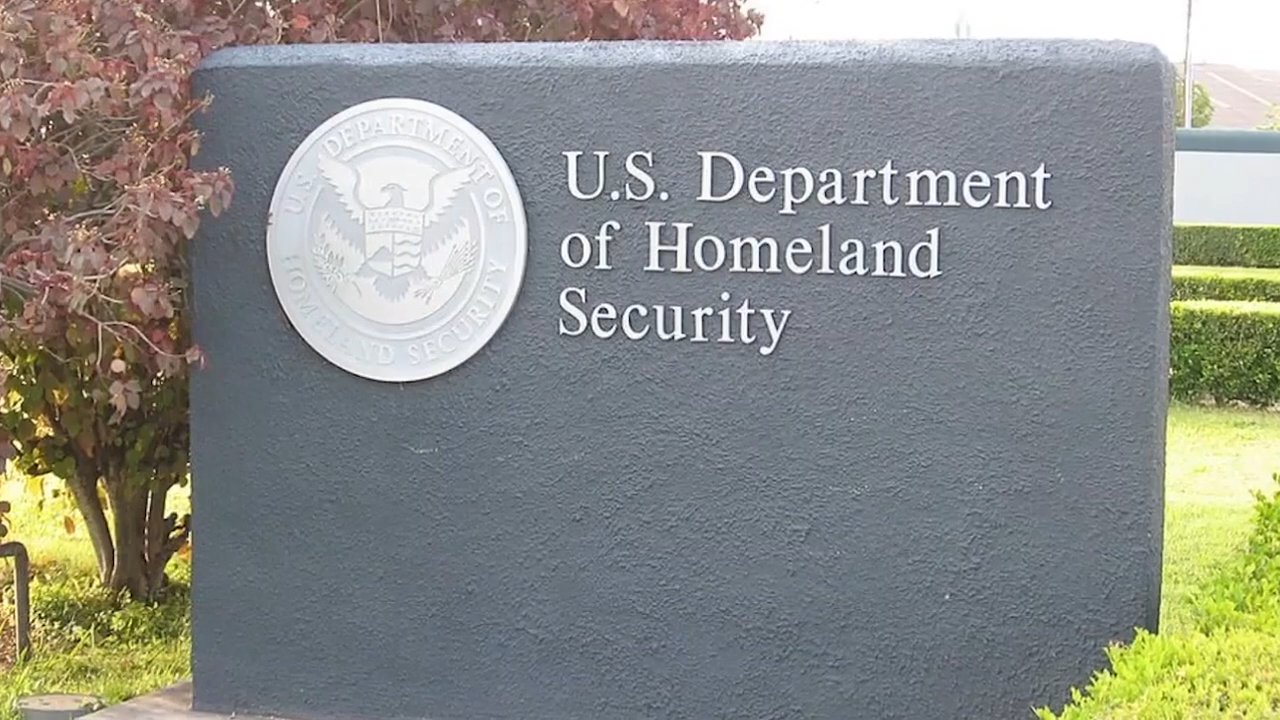 U.S. DEPARTMENT OF
HOMELAND SECURITY
U.S. Department
of Homeland
Security